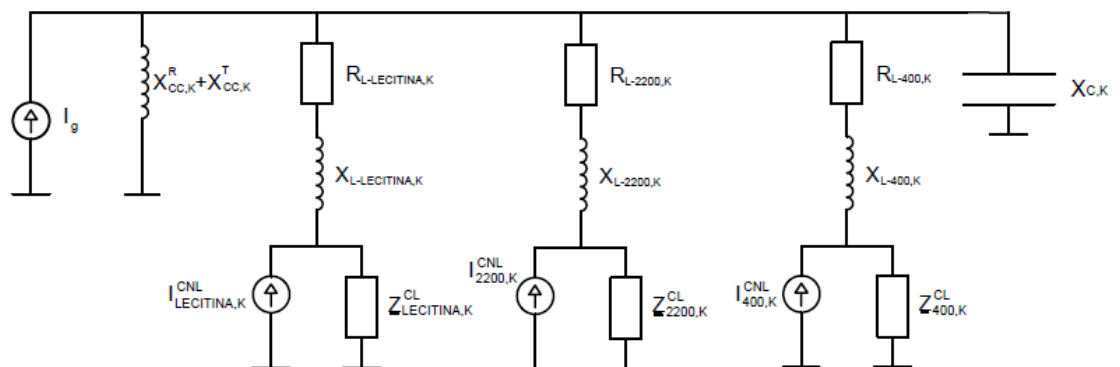 I_g
X^R_CC,K+X^T_CC,K
R_L-LECITINA,K
X_L-LECITINA,K
I^CNL_LECITINA,K
Z^CL_LECITINA,K
R_L-2200,K
X_L-2200,K
I^CNL_2200,K
Z^CL_2200,K
R_L-400,K
X_L-400,K
I^CNL_400,K
Z^CL_400,K
X_C,K